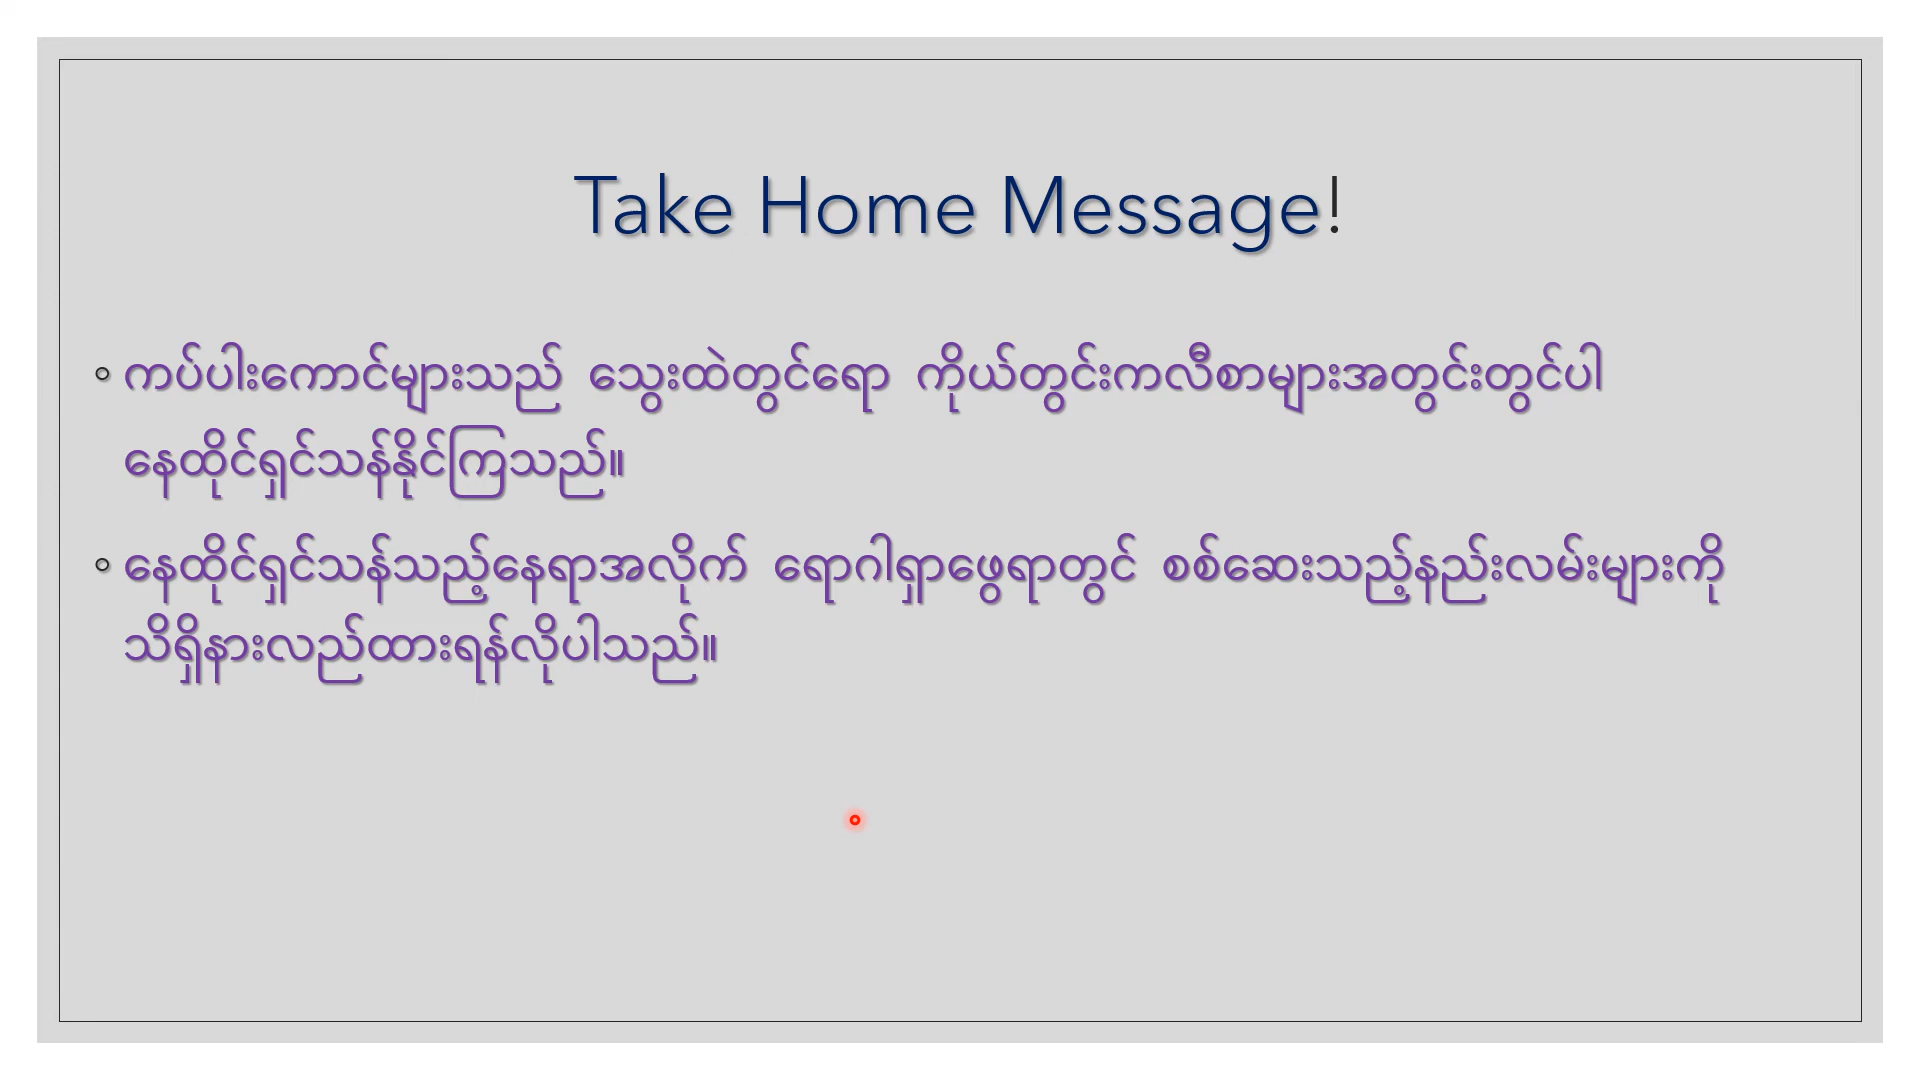 Take Home Message!
ကပ်ပါးကောင်များသည် သွေးထဲတွင်ရော ကိုယ်တွင်းကလီစာများအတွင်းတွင်ပါ
နေထိုင်ရှင်သန်နိုင်ကြသည်။
နေထိုင်ရှင်သန်သည့်နေရာအလိုက် ရောဂါရှာဖွေရာတွင် စစ်ဆေးသည့်နည်းလမ်းများကို
သိရှိနားလည်ထားရန်လိုပါသည်။